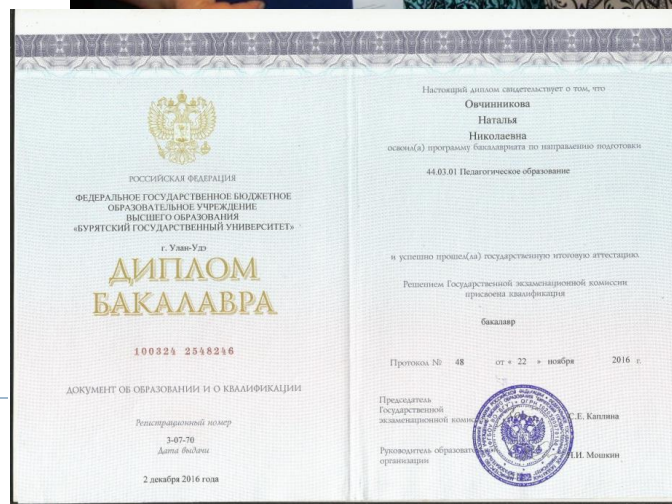 РОССИЙСКАЯ ФЕДЕРАЦИЯ
ФЕДЕРАЛЬНОЕ ГОСУДАРСТВЕННОЕ БЮДЖЕТНОЕ
ОБРАЗОВАТЕЛЬНОЕ УЧРЕЖДЕНИЕ
ВЫСШЕГО ОБРАЗОВАНИЯ
«БУРЯТСКИЙ ГОСУДАРСТВЕННЫЙ УНИВЕРСИТЕТ»
г. Улан-Удэ
ДИПЛОМ
БАКАЛАВРА
100324 2548246
ДОКУМЕНТ ОБ ОБРАЗОВАНИИ И О КВАЛИФИКАЦИИ
Регистрационный номер
3-07-70
Дата выдачи
2 декабря 2016 года
Настоящий диплом свидетельствует о том, что
Овчинникова
Наталья
Николаевна
освоил(а) программу бакалавриата по направлению подготовки
44.03.01 Педагогическое образование
и успешно прошел(ла) государственную итоговую аттестацию.
Решением Государственной экзаменационной комиссии
присвоена квалификация
бакалавр
Протокол № 48 от « 22 » ноября 2016 г.
Председатель
Государственной
экзаменационной С.Е. Каплина
Руководитель
организации Н.И. Мошкин